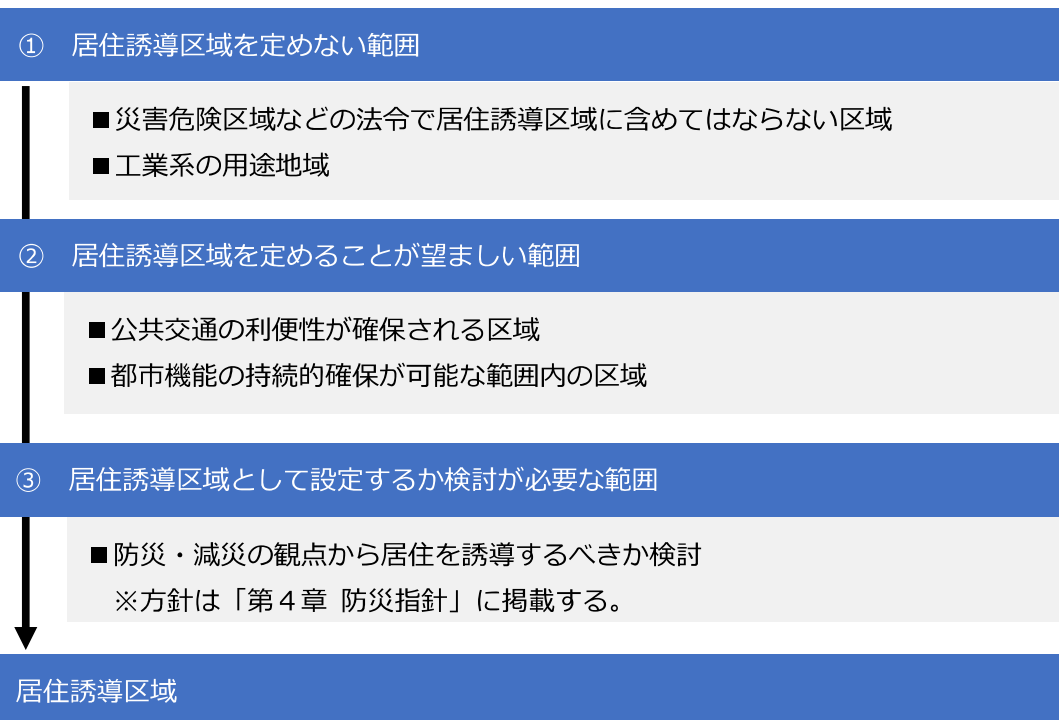 ① 居住誘導区域を定めない範囲
■災害危険区域などの法令で居住誘導区域に含めてはならない区域
■工業系の用途地域
② 居住誘導区域を定めることが望ましい範囲
■公共交通の利便性が確保される区域
■都市機能の持続的確保が可能な範囲内の区域
③ 居住誘導区域として設定するか検討が必要な範囲
■防災・減災の観点から居住を誘導するべきか検討
※方針は「第４章 防災指針」に掲載する。
居住誘導区域